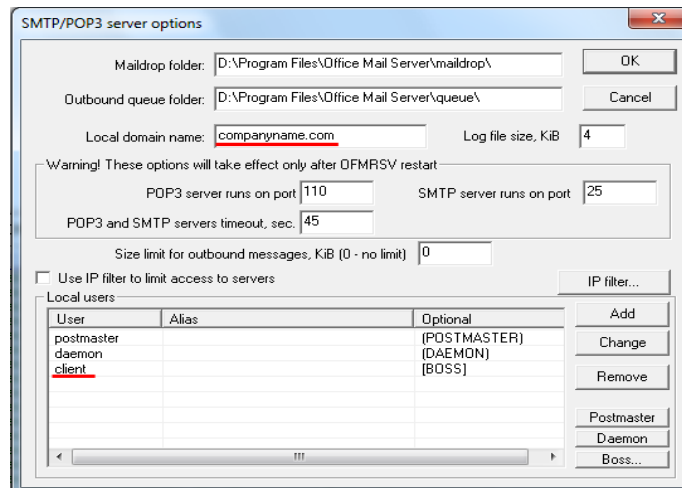 SMTP/POP3 server options
Maildrop folder: D:\Program Files\Office Mail Server\maildrop\ OK
Outbound queue folder: D:\Program Files\Office Mail Server\queue\ Cancel
Local domain name: companyname.com Log file size, KiB 4
Warning! These options will take effect only after OFMRSV restart
POP3 server runs on port 110 SMTP server runs on port 25
POP3 and SMTP servers timeout, sec. 45
Size limit for outbound messages, KiB (0 - no limit) 0
Use IP filter to limit access to servers IP filter...
Local users
User Alias Optional Add
postmaster (POSTMASTER)
daemon (DAEMON) Change
client [BOSS]
Remove
Postmaster
Daemon
Boss...